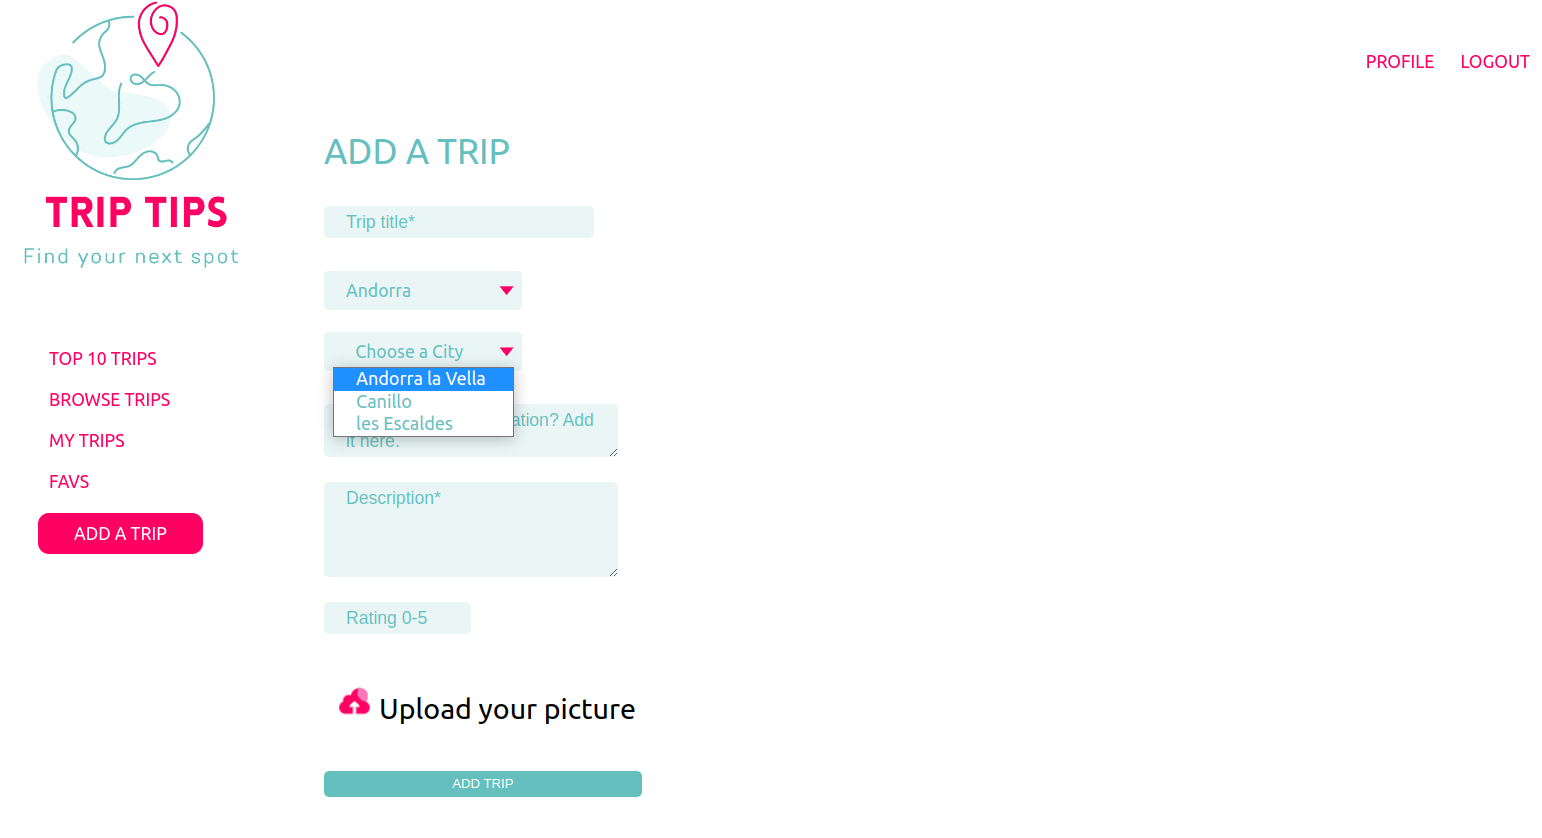 PROFILE LOGOUT
TRIP TIPS
Find your next spot
TOP 10 TRIPS
BROWSE TRIPS
MY TRIPS
FAVS
ADD A TRIP
ADD A TRIP
Trip title*
Andorra
Choose a City
Andorra la Vella
Canillo
les Escaldes
? Add
it here.
Description*
Rating 0-5
Upload your picture
ADD TRIP